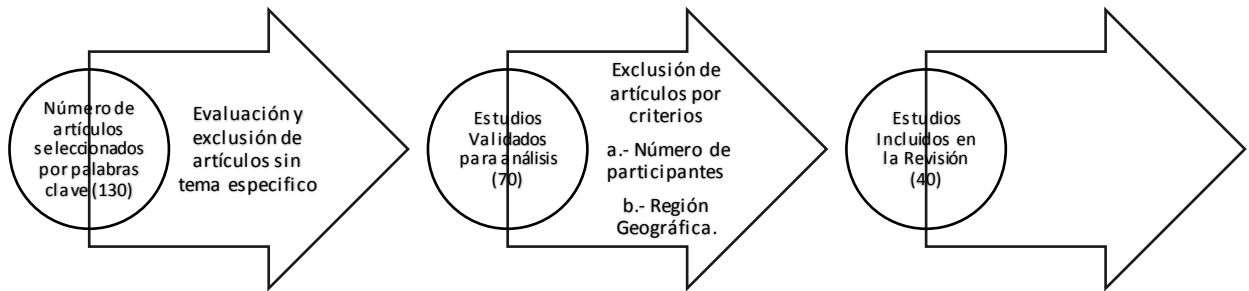 Número de
artículos
seleccionados
por palabras
clave (130)
Evaluación y
exclusión de
artículos sin
tema especifico
Estudios
Validados
para análisis
(70)
Exclusión de
artículos por
criterios
a.- Número de
participantes
b.- Región
Geográfica.
Estudios
Incluidos en
la Revisión
(40)